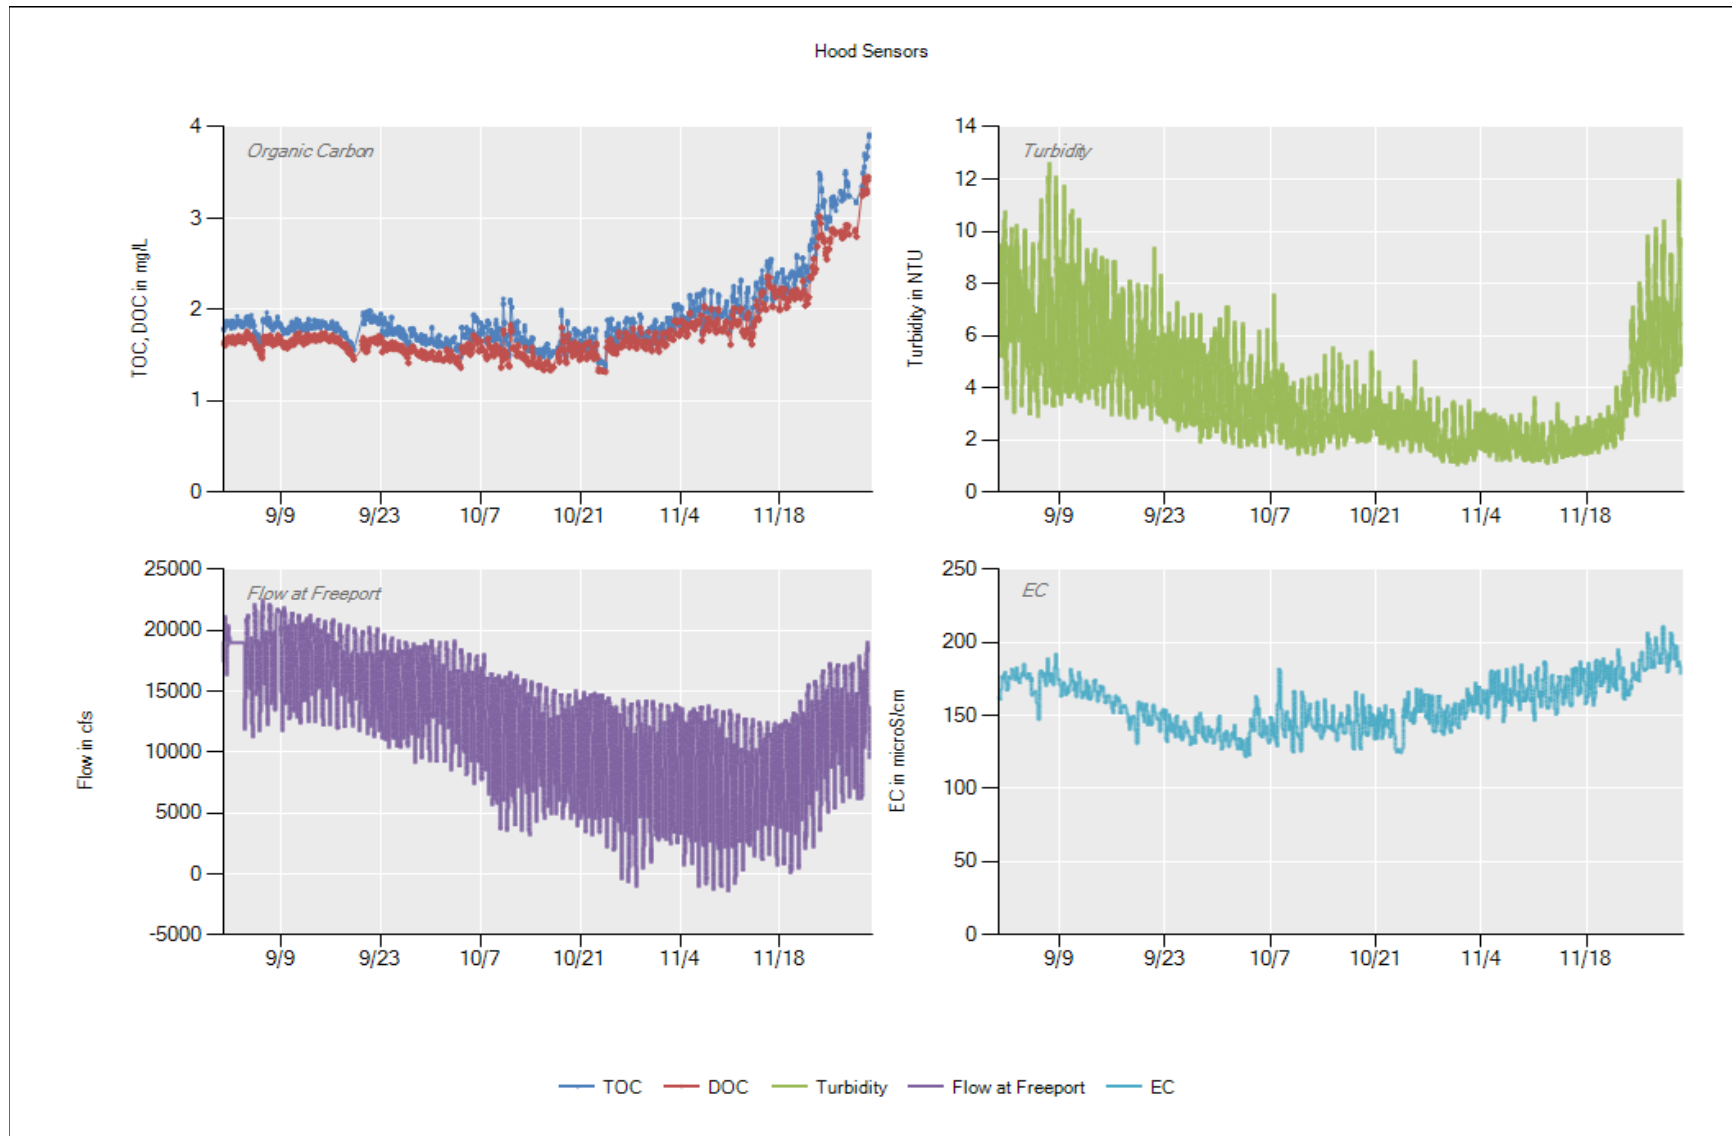 Hood Sensors
Organic Carbon
TOC, DOC in mg/L
4
3
2
1
0
9/9 9/23 10/7 10/21 11/4 11/18
Turbidity
Turbidity in NTU
14
12
10
8
6
4
2
0
9/9 9/23 10/7 10/21 11/4 11/18
Flow at Freeport
Flow in cfs
25000
20000
15000
10000
5000
0
-5000
9/9 9/23 10/7 10/21 11/4 11/18
EC
EC in microS/cm
250
200
150
100
50
0
9/9 9/23 10/7 10/21 11/4 11/18
TOC DOC Turbidity Flow at Freeport EC